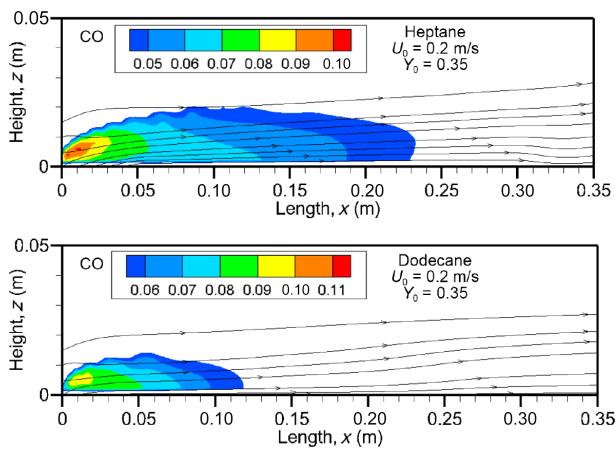 0.05
CO
0.05 0.06 0.07 0.08 0.09 0.10
Heptane
U0 = 0.2 m/s
Y0 = 0.35
Height, z (m)
0
0 0.05 0.10 0.15 0.20 0.25 0.30 0.35
Length, x (m)
0.05
CO
0.06 0.07 0.08 0.09 0.10 0.11
Dodecane
U0 = 0.2 m/s
Y0 = 0.35
Height, z (m)
0
0 0.05 0.10 0.15 0.20 0.25 0.30 0.35
Length, x (m)